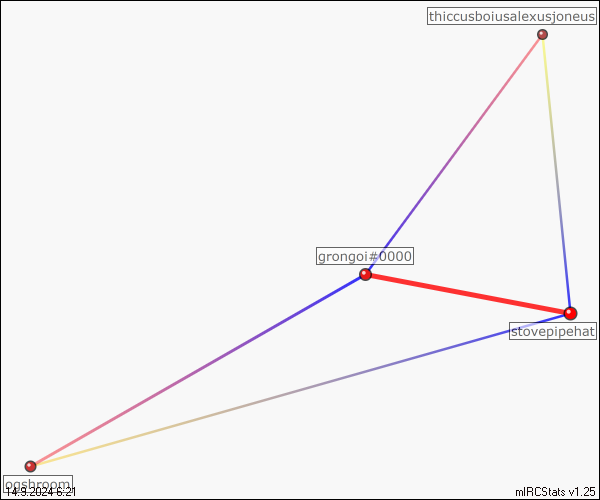 thiccusboiusalexusjoneus
grongoi#0000
stovepipehat
ogshroom
14.9.2024 6:21
mIRCStats v1.25